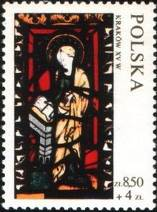 POLSKA
KRAKÓW XV W
ZŁ 8,50
+ 4 ZŁ